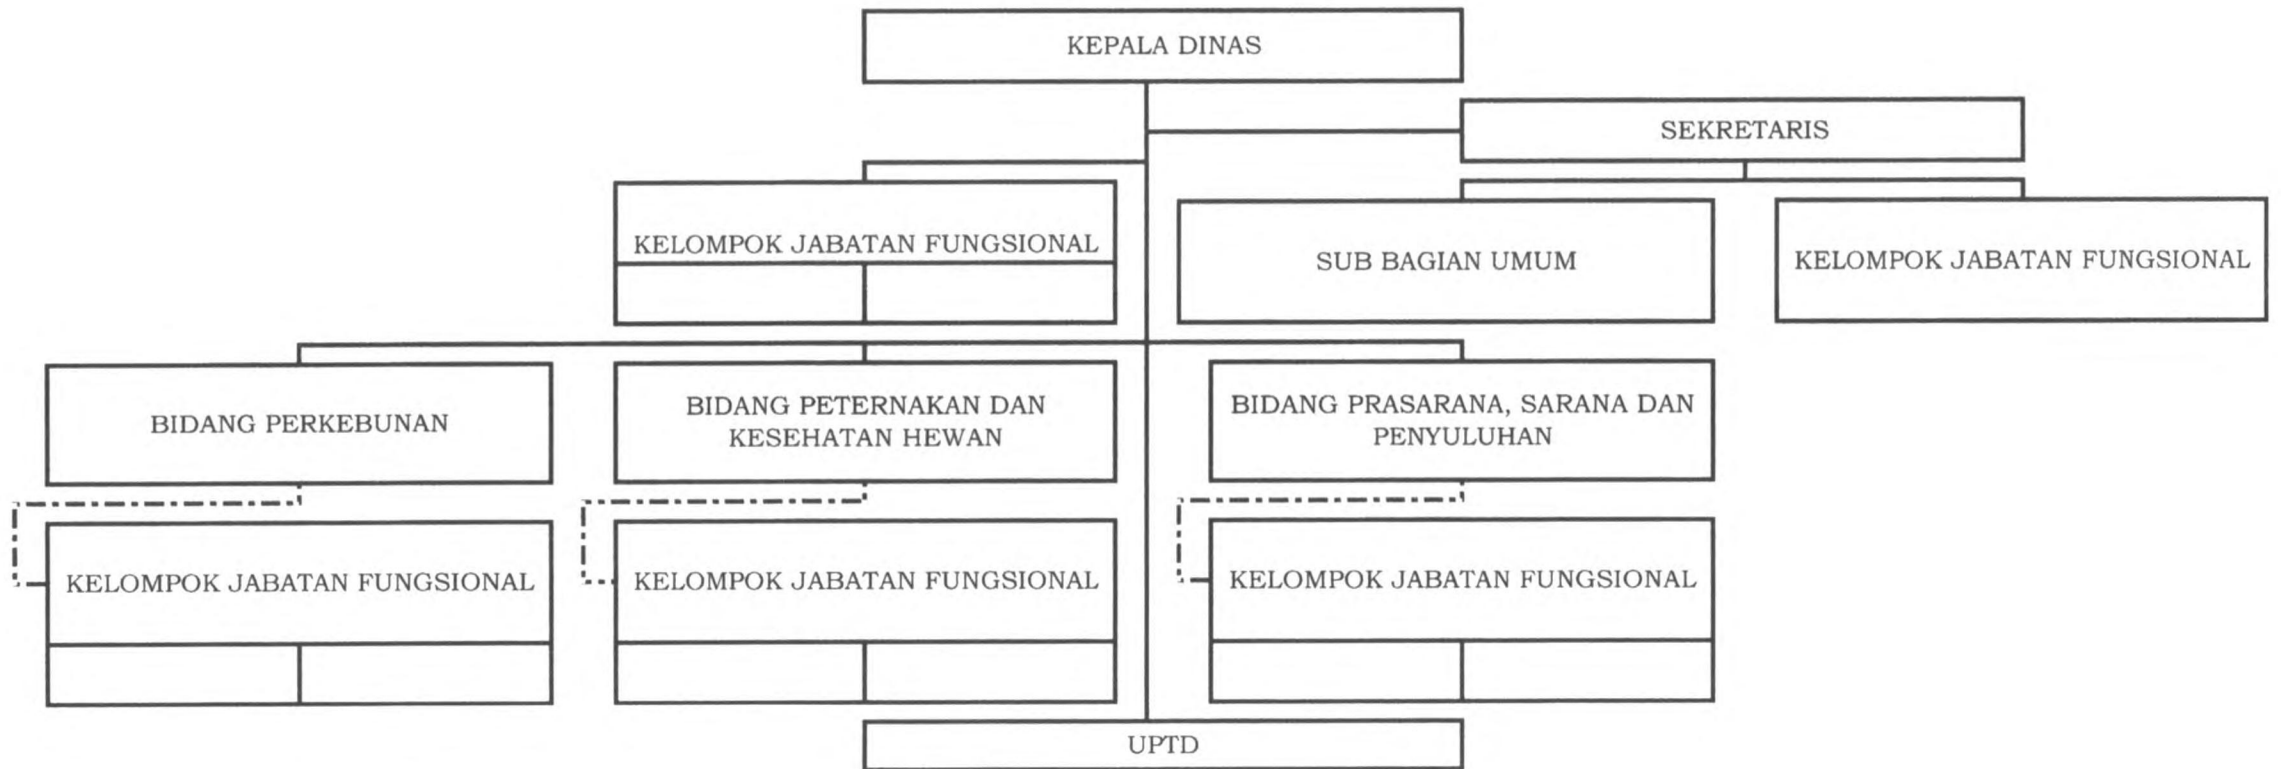 KEPALA DINAS
SEKRETARIS
KELOMPOK JABATAN FUNGSIONAL
SUB BAGIAN UMUM
KELOMPOK JABATAN FUNGSIONAL
BIDANG PERKEBUNAN
BIDANG PETERNAKAN DAN
KESEHATAN HEWAN
BIDANG PRASARANA, SARANA DAN
PENYULUHAN
KELOMPOK JABATAN FUNGSIONAL
KELOMPOK JABATAN FUNGSIONAL
KELOMPOK JABATAN FUNGSIONAL
UPTD